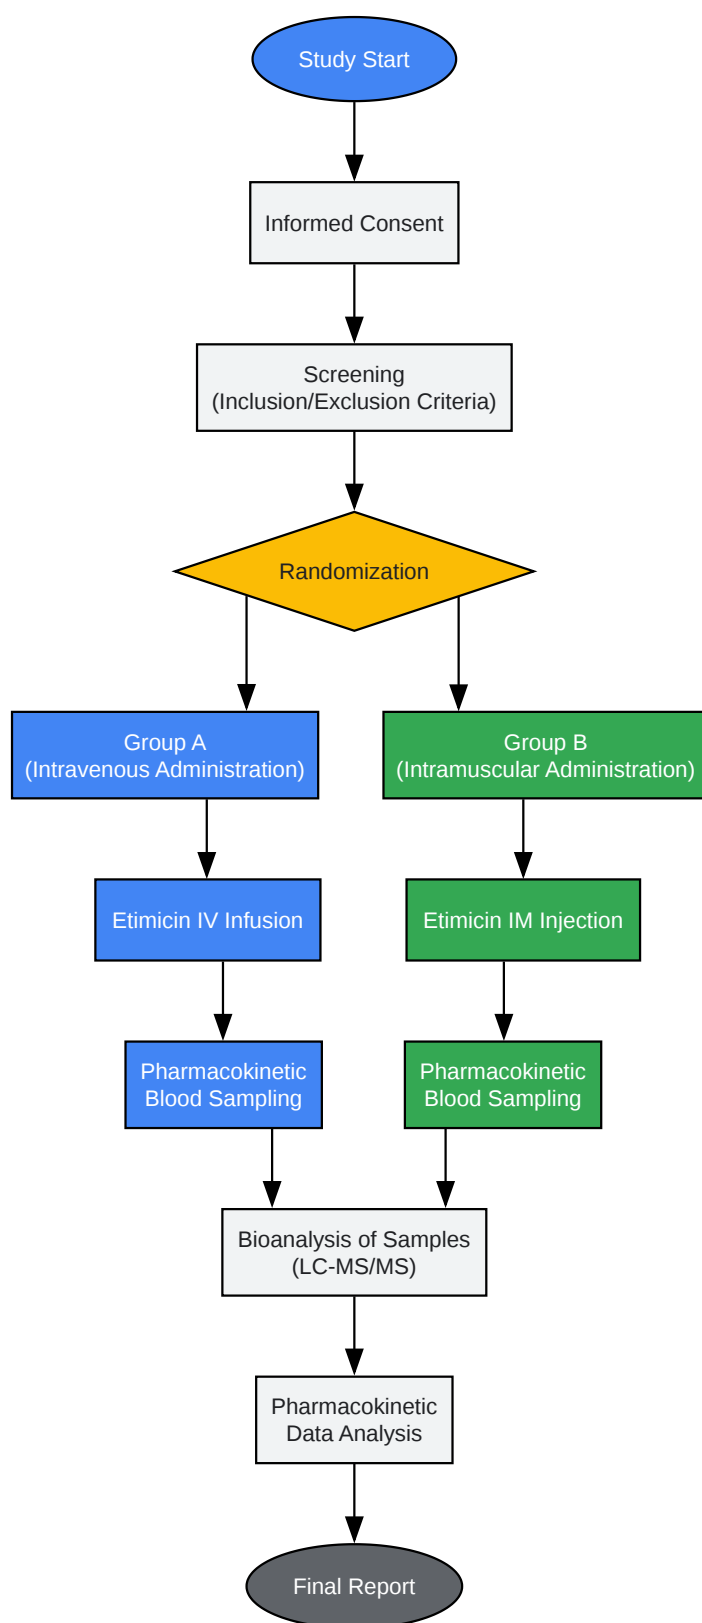 Study Start
Informed Consent
Screening
(Inclusion/Exclusion Criteria)
Randomization
Group A
(Intravenous Administration)
Group B
(Intramuscular Administration)
Etimicin IV Infusion
Etimicin IM Injection
Pharmacokinetic
Blood Sampling
Pharmacokinetic
Blood Sampling
Bioanalysis of Samples
(LC-MS/MS)
Pharmacokinetic
Data Analysis
Final Report